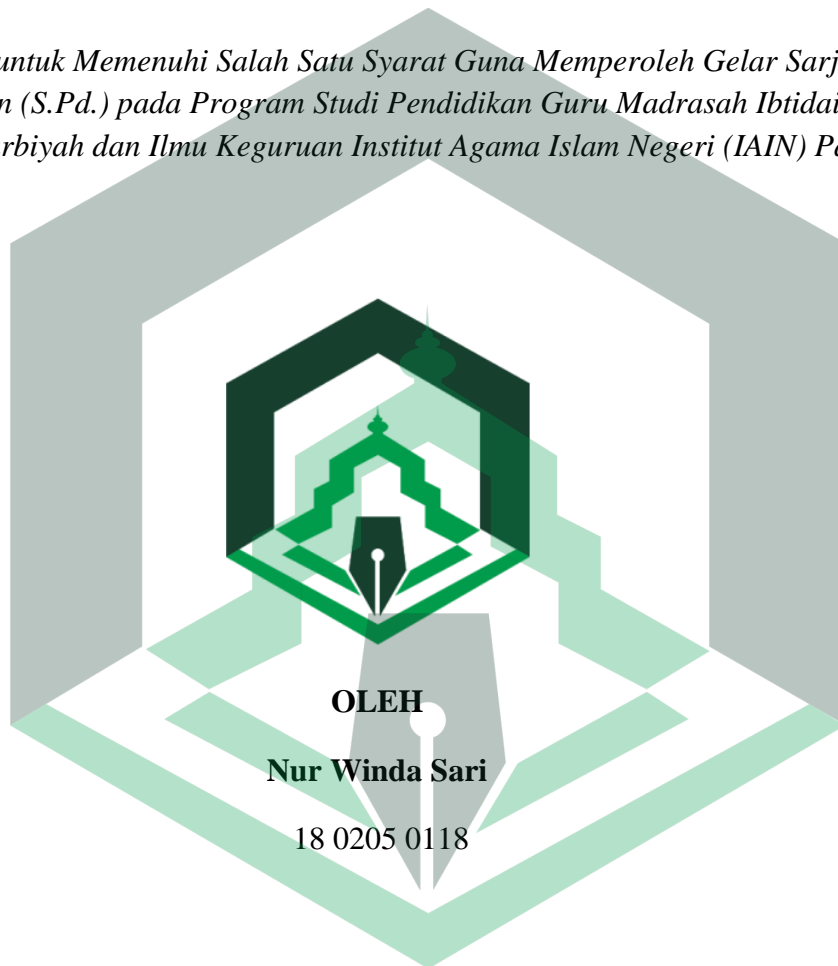 untuk Memenuhi Salah Satu Syarat Guna Memperoleh Gelar Sarj
n (S.Pd.) pada Program Studi Pendidikan Guru Madrasah Ibtidai
rbiyah dan Ilmu Keguruan Institut Agama Islam Negeri (IAIN) Pa
OLEH
Nur Winda Sari
18 0205 0118